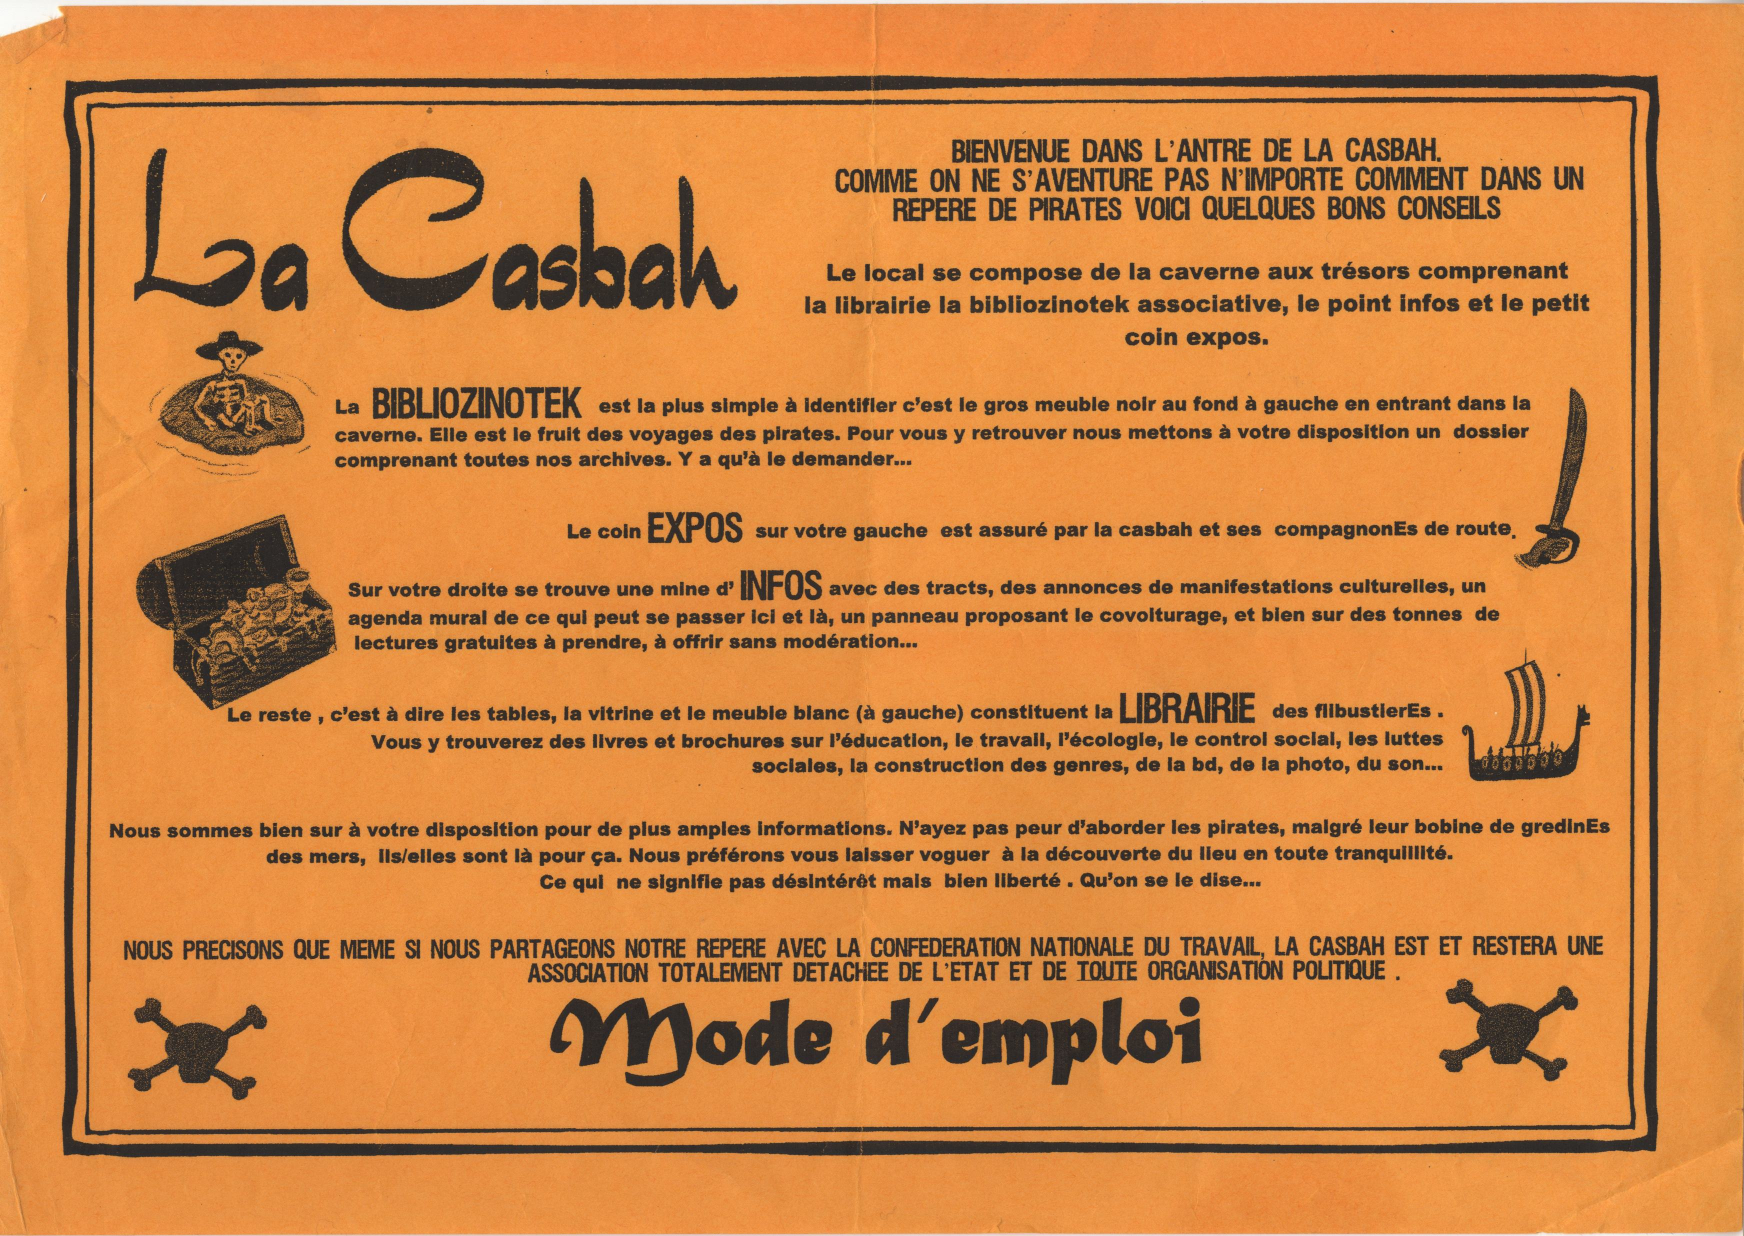 La Casbah
BIENVENUE DANS L'ANTRE DE LA CASBAH.
COMME ON NE S'AVENTURE PAS N'IMPORTE COMMENT DANS UN
REPERE DE PIRATES VOICI QUELQUES BONS CONSEILS
Le local se compose de la caverne aux trésors comprenant
la librairie la bibliozinotek associative, le point infos et le petit
coin expos.
La BIBLIOZINOTEK est la plus simple à identifier c'est le gros meuble noir au fond à gauche en entrant dans la
caverne. Elle est le fruit des voyages des pirates. Pour vous y retrouver nous mettons à votre disposition un dossier
comprenant toutes nos archives. Y a qu'à le demander...
Le coin EXPOS sur votre gauche est assuré par la casbah et ses compagnonEs de route.
Sur votre droite se trouve une mine d' INFOS avec des tracts, des annonces de manifestations culturelles, un
agenda mural de ce qui peut se passer ici et là, un panneau proposant le covolturage, et bien sur des tonnes de
lectures gratuites à prendre, à offrir sans modération...
Le reste , c'est à dire les tables, la vitrine et le meuble blanc (à gauche) constituent la LIBRAIRIE des flibustierEs .
Vous y trouverez des livres et brochures sur l'éducation, le travail, l'écologie, le control social, les luttes
sociales, la construction des genres, de la bd, de la photo, du son...
Nous sommes bien sur à votre disposition pour de plus amples informations. N'ayez pas peur d'aborder les pirates, malgré leur bobine de gredinEs
des mers, ils/elles sont là pour ça. Nous préférons vous laisser voguer à la découverte du lieu en toute tranquillité.
Ce qui ne signifie pas désintérêt mais bien liberté . Qu'on se le dise...
NOUS PRECISONS QUE MEME SI NOUS PARTAGEONS NOTRE REPERE AVEC LA CONFEDERATION NATIONALE DU TRAVAIL, LA CASBAH EST ET RESTERA UNE
ASSOCIATION TOTALEMENT DETACHEE DE L'ETAT ET DE TOUTE ORGANISATION POLITIQUE .
Mode d'emploi